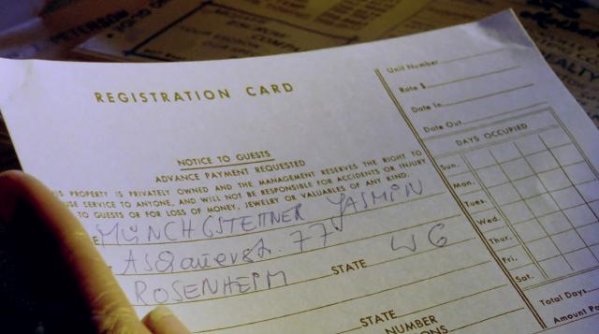 REGISTRATION CARD
NOTICE TO GUESTS
ADVANCE PAYMENT REQUESTED
PROPERTY IS PRIVATELY OWNED AND THE MANAGEMENT RESERVES THE RIGHT TO
SERVICE TO ANYONE, AND WILL NOT BE RESPONSIBLE FOR ACCIDENTS OR INJURY
TO GUESTS OR FOR LOSS OF MONEY, JEWELRY OR VALUABLES OF ANY KIND.
MÜNCHGSTETTNER YASMIN
77
WG
ROSENHEIM STATE
STATE
NUMBER
Unit Number
Rate $
Date In
Date Out
DAYS OCCUPIED
Sun.
Mon.
Tues.
Wed.
Thur.
Fri.
Sat.
Total Days
Amount